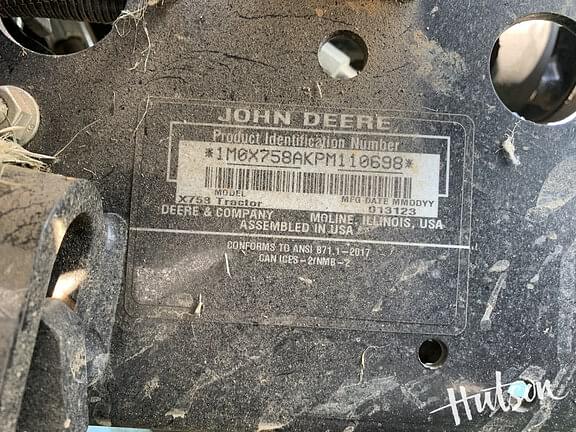 JOHN DEERE
Product Identification Number
*1M0X758AKPM110698*
MODEL MFG DATE MMDDYY
X758 Tractor 013123
DEERE & COMPANY MOLINE, ILLINOIS, USA
ASSEMBLED IN USA
CONFORMS TO ANSI B71.1-2017
CAN ICES-2/NMB-2
Hutson